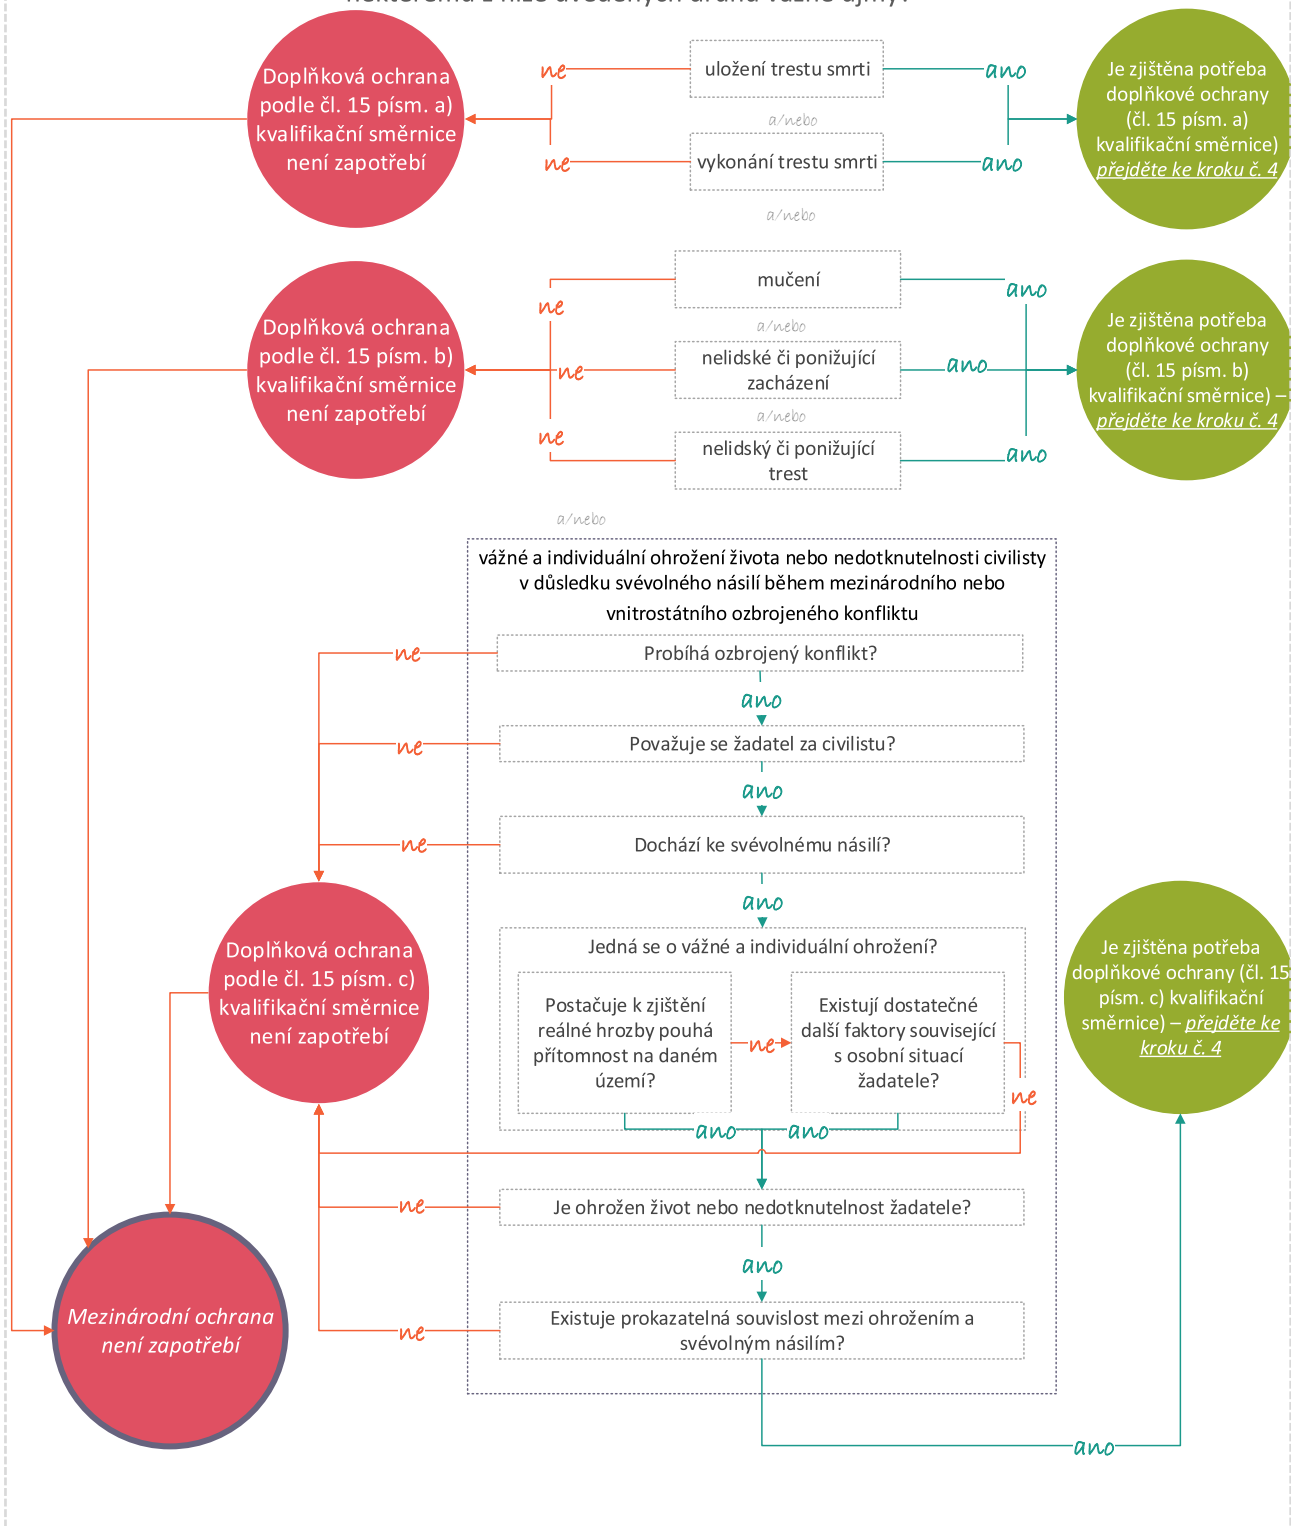 některému z níže uvedených druhů vážné újmy?
Doplňková ochrana
podle čl. 15 písm. a)
kvalifikační směrnice
není zapotřebí
ne
ne
uložení trestu smrti
a/nebo
vykonání trestu smrti
ano
ano
Je zjištěna potřeba
doplňkové ochrany
(čl. 15 písm. a)
kvalifikační směrnice)
přejděte ke kroku č. 4
a/nebo
Doplňková ochrana
podle čl. 15 písm. b)
kvalifikační směrnice
není zapotřebí
ne
ne
ne
mučení
a/nebo
nelidské či ponižující
zacházení
a/nebo
nelidský či ponižující
trest
ano
ano
ano
Je zjištěna potřeba
doplňkové ochrany
(čl. 15 písm. b)
kvalifikační směrnice) –
přejděte ke kroku č. 4
a/nebo
vážné a individuální ohrožení života nebo nedotknutelnosti civilisty
v důsledku svévolného násilí během mezinárodního nebo
vnitrostátního ozbrojeného konfliktu
ne
Probíhá ozbrojený konflikt?
ano
ne
Považuje se žadatel za civilistu?
ano
ne
Dochází ke svévolnému násilí?
ano
Doplňková ochrana
podle čl. 15 písm. c)
kvalifikační směrnice
není zapotřebí
Jedná se o vážné a individuální ohrožení?
Postačuje k zjištění
reálné hrozby pouhá
přítomnost na daném
území?
ne
Existují dostatečné
další faktory související
s osobní situací
žadatele?
ne
ano
ano
Je zjištěna potřeba
doplňkové ochrany (čl. 15
písm. c) kvalifikační
směrnice) – přejděte ke
kroku č. 4
ne
Je ohrožen život nebo nedotknutelnost žadatele?
ano
ne
Existuje prokazatelná souvislost mezi ohrožením a
svévolným násilím?
Mezinárodní ochrana
není zapotřebí
ano